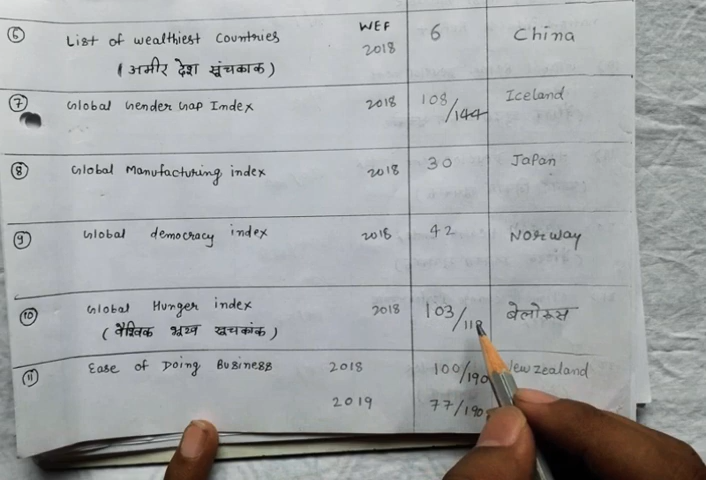 6 List of wealthiest countries WEF 2018 6 China
(अमीर देश सूंचकाक)
7 Global Gender Gap Index 2018 108/144 Iceland
8 Global Manufacturing index 2018 30 Japan
9 Global democracy index 2018 42 Norway
10 Global Hunger index 2018 103/119 बेलोरूस
(वैश्विक भूख सूचकांक)
11 Ease of Doing Business 2018 100/190 New zealand
2019 77/190